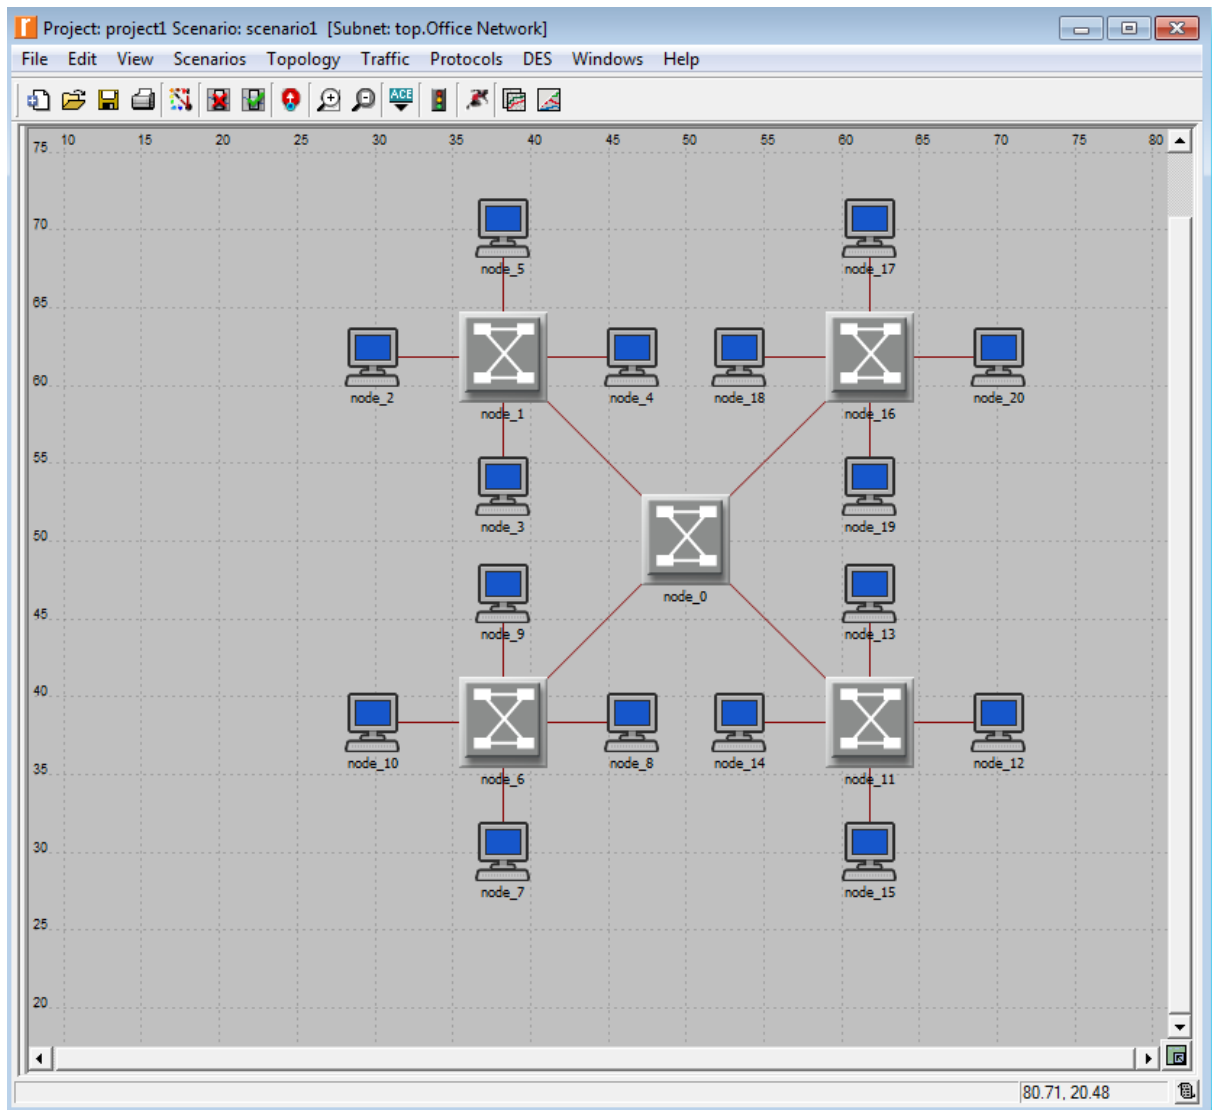 Project: project1 Scenario: scenario1 [Subnet: top.Office Network]
File Edit View Scenarios Topology Traffic Protocols DES Windows Help
ACE
10 15 20 25 30 35 40 45 50 55 60 65 70 75 80
75
70
node_5 node_17
65
60
node_2 node_4 node_18 node_20
node_1 node_16
55
node_3 node_19
50
node_0
45
node_9 node_13
40
node_10 node_8 node_14 node_12
35
node_6 node_11
30
node_7 node_15
25
20
80.71, 20.48